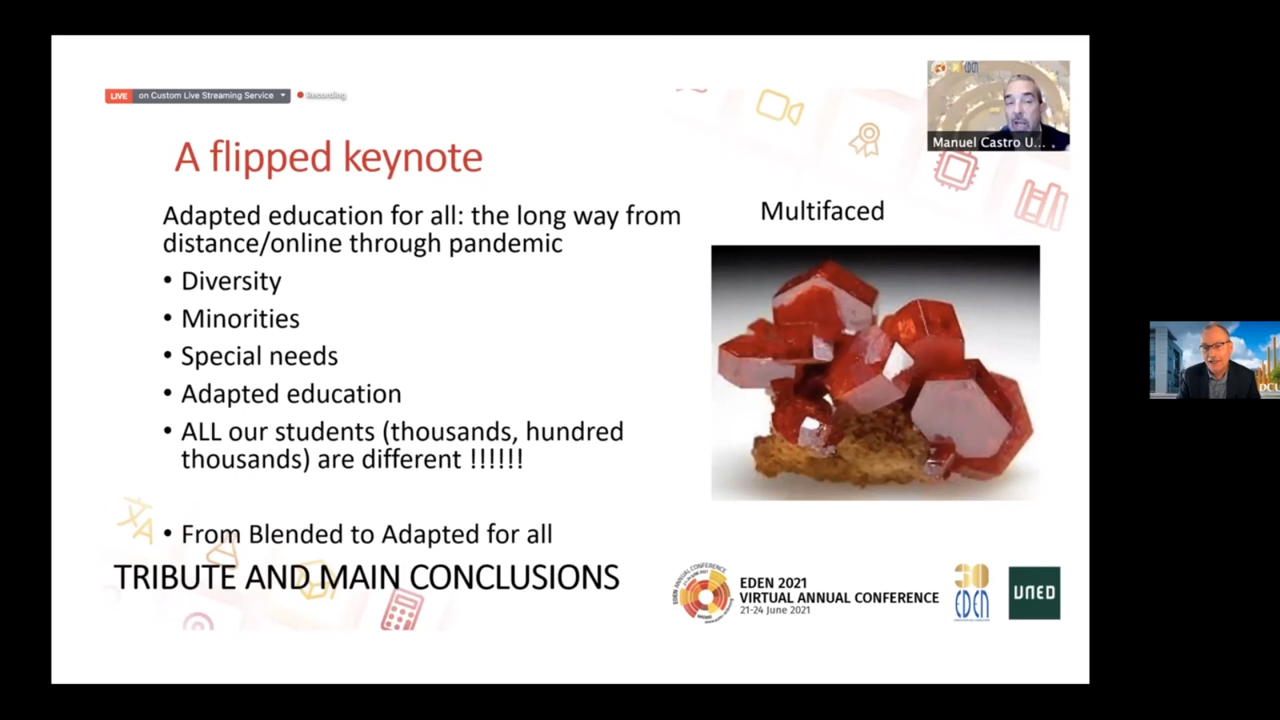 LIVE on Custom Live Streaming Service
Recording
Manuel Castro U...
A flipped keynote
Adapted education for all: the long way from
distance/online through pandemic
• Diversity
• Minorities
• Special needs
• Adapted education
• ALL our students (thousands, hundred
thousands) are different !!!!!!
• From Blended to Adapted for all
Multifaced
TRIBUTE AND MAIN CONCLUSIONS
EDEN 2021
VIRTUAL ANNUAL CONFERENCE
21-24 June 2021
30
EDEN
UNED
DCU